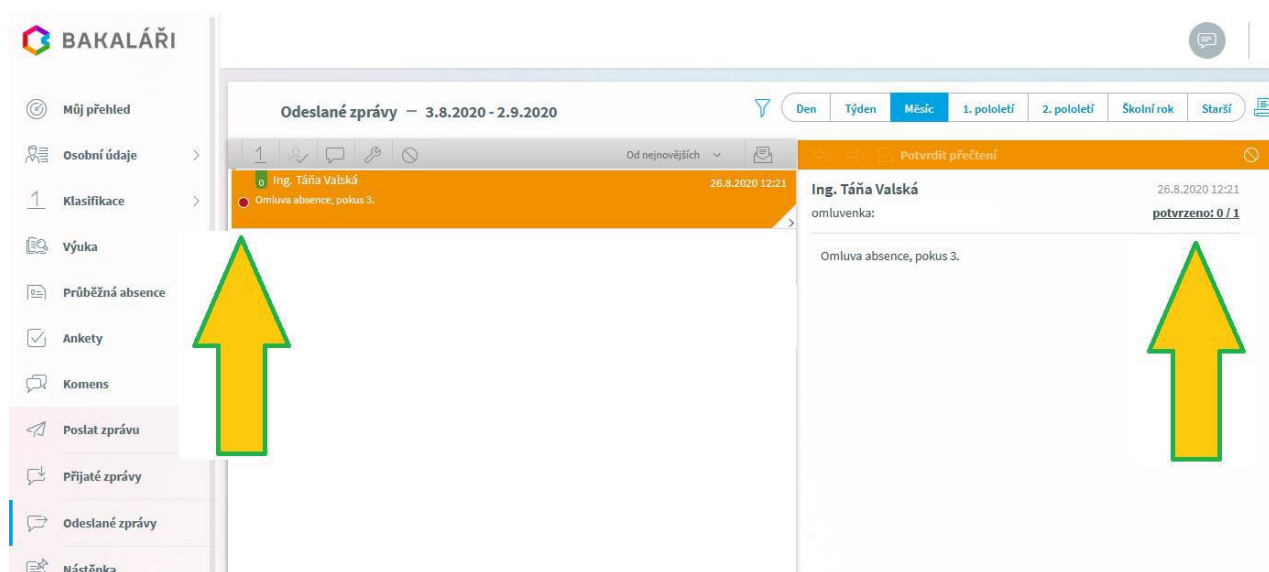 BAKALÁŘI
Můj přehled
Osobní údaje
Klasifikace
Výuka
Průběžná absence
Ankety
Komens
Poslat zprávu
Přijaté zprávy
Odeslané zprávy
Nástěnka
Odeslané zprávy – 3.8.2020 - 2.9.2020
Den Týden Měsíc 1. pololetí 2. pololetí Školní rok Starší
1 Od nejnovějších
0 Ing. Táňa Valská 26.8.2020 12:21
Omluva absence, pokus 3.
Potvrdit přečtení
Ing. Táňa Valská 26.8.2020 12:21
omluvenka: potvrzeno: 0 / 1
Omluva absence, pokus 3.